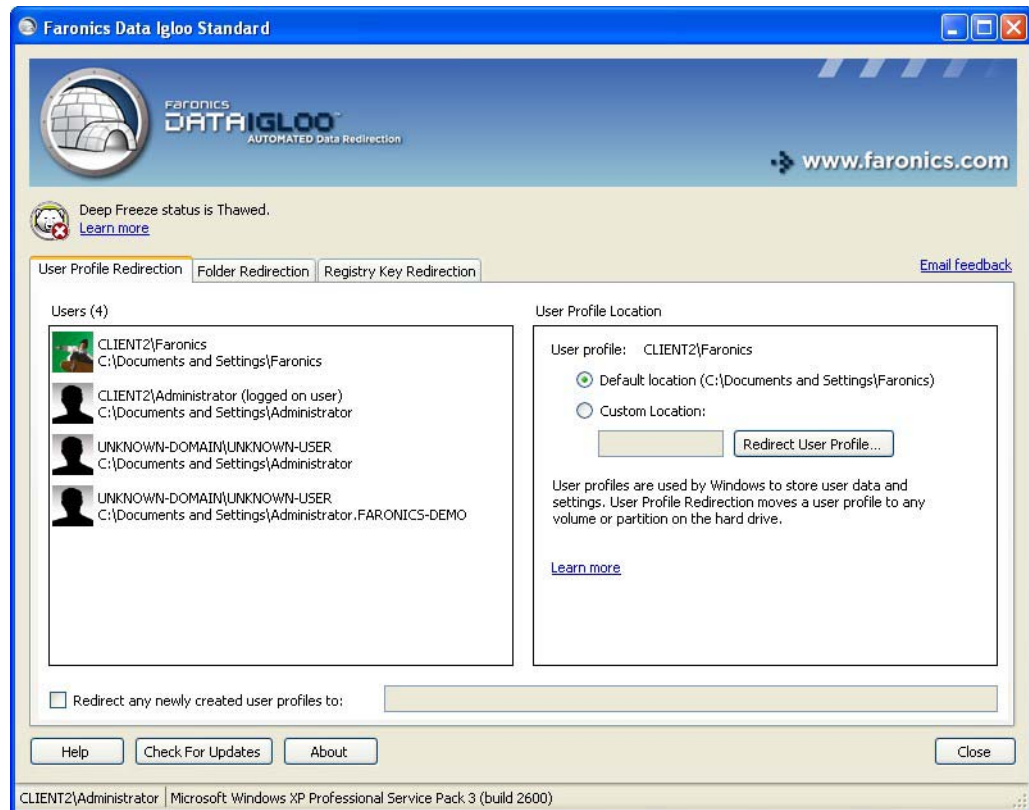 Faronics Data Igloo Standard
Faronics
DATAIGLOO™
AUTOMATED Data Redirection
www.faronics.com
Deep Freeze status is Thawed.
Learn more
User Profile Redirection
Folder Redirection
Registry Key Redirection
Email feedback
Users (4)
CLIENT2\Faronics
C:\Documents and Settings\Faronics
CLIENT2\Administrator (logged on user)
C:\Documents and Settings\Administrator
UNKNOWN-DOMAIN\UNKNOWN-USER
C:\Documents and Settings\Administrator
UNKNOWN-DOMAIN\UNKNOWN-USER
C:\Documents and Settings\Administrator.FARONICS-DEMO
User Profile Location
User profile: CLIENT2\Faronics
Default location (C:\Documents and Settings\Faronics)
Custom Location:
Redirect User Profile...
User profiles are used by Windows to store user data and
settings. User Profile Redirection moves a user profile to any
volume or partition on the hard drive.
Learn more
Redirect any newly created user profiles to:
Help
Check For Updates
About
Close
CLIENT2\Administrator
Microsoft Windows XP Professional Service Pack 3 (build 2600)